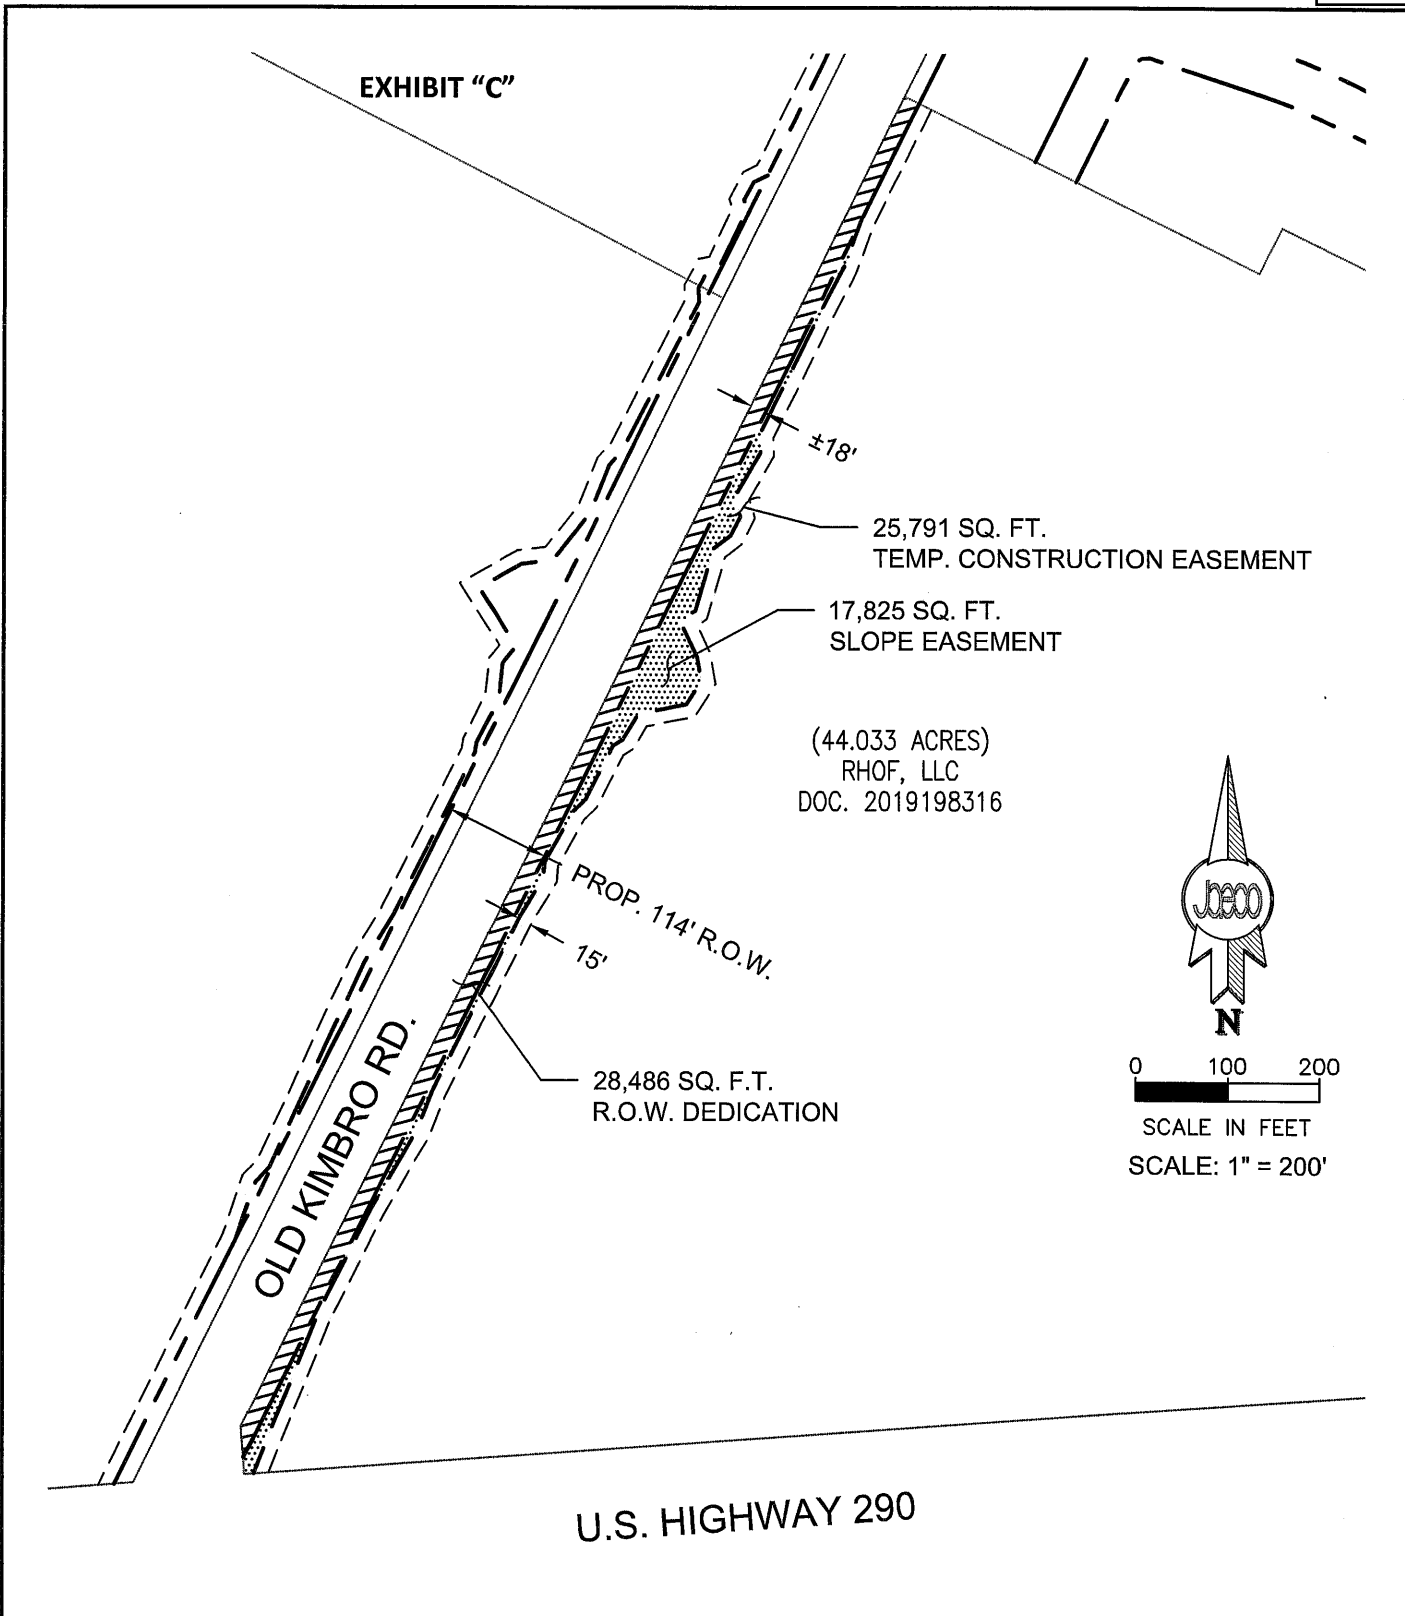 EXHIBIT “C”
±18'
25,791 SQ. FT.
TEMP. CONSTRUCTION EASEMENT
17,825 SQ. FT.
SLOPE EASEMENT
(44.033 ACRES)
RHOF, LLC
DOC. 2019198316
PROP. 114' R.O.W.
15'
Jaeco
N
OLD KIMBRO RD.
28,486 SQ. F.T.
R.O.W. DEDICATION
0 100 200
SCALE IN FEET
SCALE: 1" = 200'
U.S. HIGHWAY 290